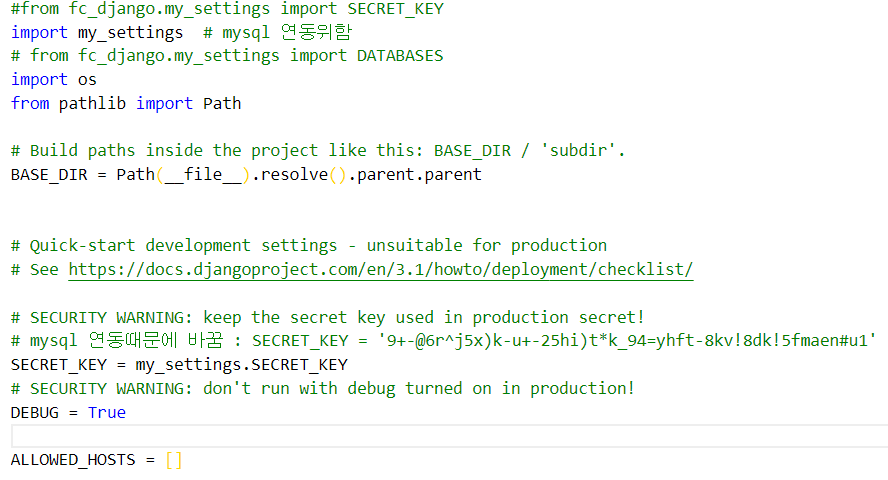 #from fc_django.my_settings import SECRET_KEY
import my_settings  # mysql 연동위함
# from fc_django.my_settings import DATABASES
import os
from pathlib import Path
# Build paths inside the project like this: BASE_DIR / 'subdir'.
BASE_DIR = Path(__file__).resolve().parent.parent
# Quick-start development settings - unsuitable for production
# See https://docs.djangoproject.com/en/3.1/howto/deployment/checklist/
# SECURITY WARNING: keep the secret key used in production secret!
# mysql 연동때문에 바꿈 : SECRET_KEY = '9+-@6r^j5x)k-u+-25hi)t*k_94=yhft-8kv!8dk!5fmaen#u1'
SECRET_KEY = my_settings.SECRET_KEY
# SECURITY WARNING: don't run with debug turned on in production!
DEBUG = True
ALLOWED_HOSTS = []